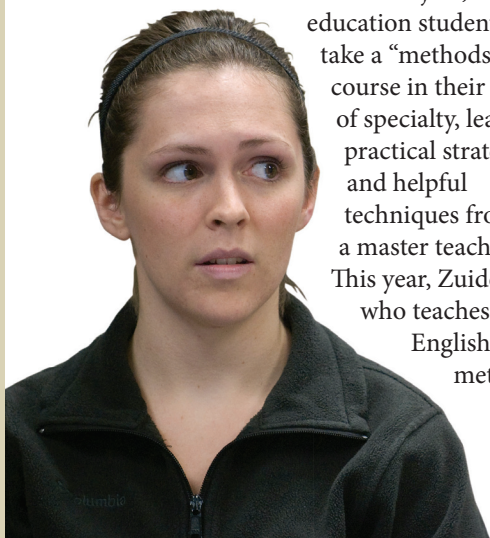 education student
take a “methods
course in their
of specialty, lea
practical strat
and helpful
techniques fro
a master teach
This year, Zuide
who teaches
English
met